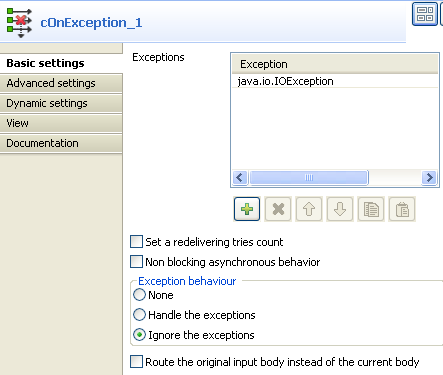 cOnException_1
Basic settings
Advanced settings
Dynamic settings
View
Documentation
Exceptions
Exception
java.io.IOException
Set a redelivering tries count
Non blocking asynchronous behavior
Exception behaviour
None
Handle the exceptions
Ignore the exceptions
Route the original input body instead of the current body